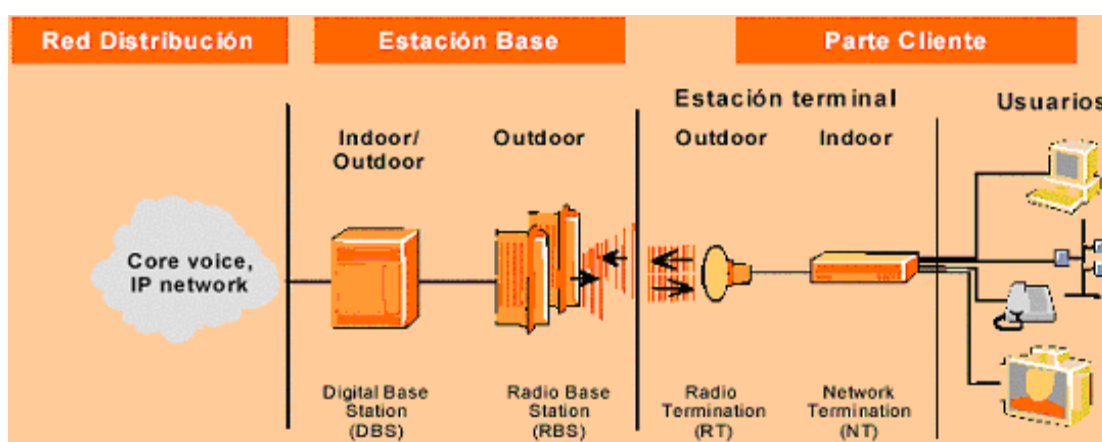 Red Distribución
Estación Base
Parte Cliente
Estación terminal
Usuarios
Indoor/
Outdoor
Outdoor
Outdoor
Indoor
Core voice,
IP network
Digital Base
Station
(DBS)
Radio Base
Station
(RBS)
Radio
Termination
(RT)
Network
Termination
(NT)